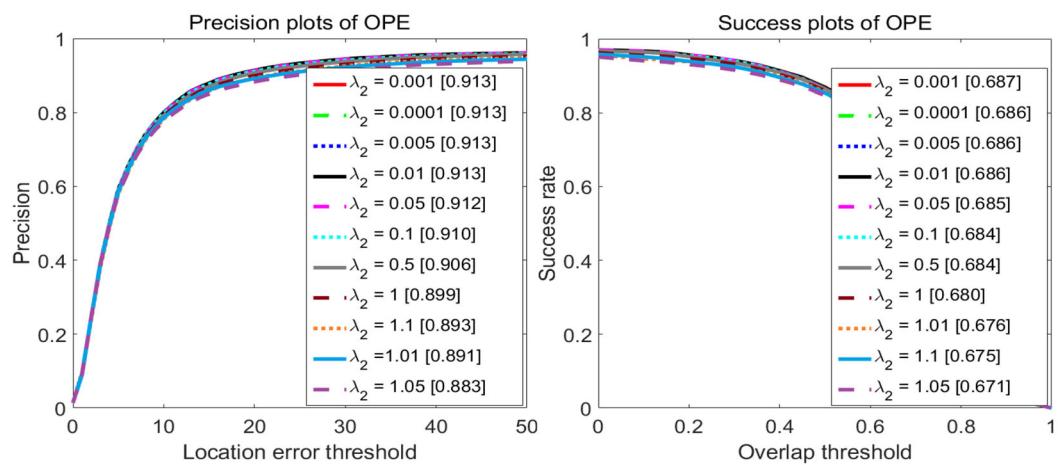 Precision plots of OPE
1
0.8
0.6
0.4
0.2
0
Precision
0 10 20 30 40 50
Location error threshold
λ2 = 0.001 [0.913]
λ2 = 0.0001 [0.913]
λ2 = 0.005 [0.913]
λ2 = 0.01 [0.913]
λ2 = 0.05 [0.912]
λ2 = 0.1 [0.910]
λ2 = 0.5 [0.906]
λ2 = 1 [0.899]
λ2 = 1.1 [0.893]
λ2 =1.01 [0.891]
λ2 = 1.05 [0.883]
Success plots of OPE
1
0.8
0.6
0.4
0.2
0
Success rate
0 0.2 0.4 0.6 0.8 1
Overlap threshold
λ2 = 0.001 [0.687]
λ2 = 0.0001 [0.686]
λ2 = 0.005 [0.686]
λ2 = 0.01 [0.686]
λ2 = 0.05 [0.685]
λ2 = 0.1 [0.684]
λ2 = 0.5 [0.684]
λ2 = 1 [0.680]
λ2 = 1.01 [0.676]
λ2 = 1.1 [0.675]
λ2 = 1.05 [0.671]